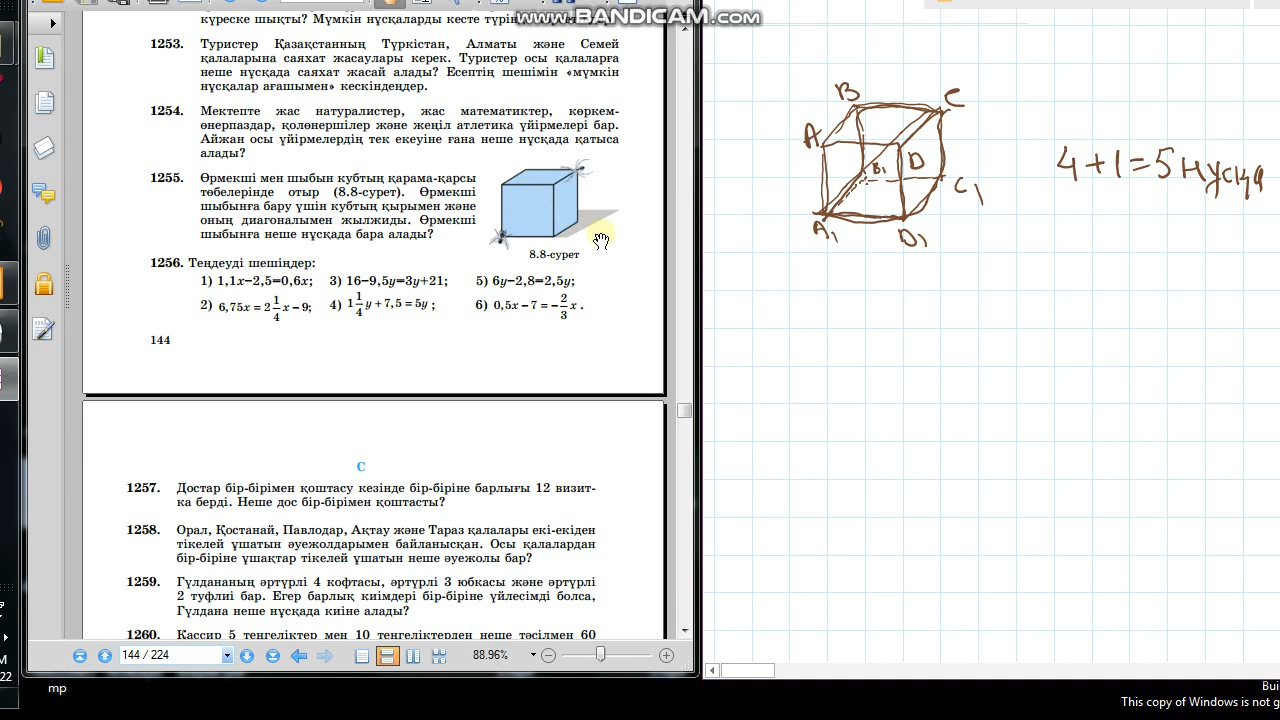 www.BANDICAM.com
күреске шықты? Мүмкін нұсқаларды кесте түрін
1253. Туристер Қазақстанның Түркістан, Алматы және Семей
қалаларына саяхат жасаулары керек. Туристер осы қалаларға
неше нұсқада саяхат жасай алады? Есептің шешімін «мүмкін
нұсқалар ағашымен» кескіндеңдер.
1254. Мектепте жас натуралистер, жас математиктер, көркем-
өнерпаздар, қолөнершілер және жеңіл атлетика үйірмелері бар.
Айжан осы үйірмелердің тек екеуіне ғана неше нұсқада қатыса
алады?
1255. Өрмекші мен шыбын кубтың қарама-қарсы
төбелерінде отыр (8.8-сурет). Өрмекші
шыбынға бару үшін кубтың қырымен және
оның диагоналымен жылжиды. Өрмекші
шыбынға неше нұсқада бара алады?
8.8-сурет
1256. Теңдеуді шешіңдер:
1) 1,1x−2,5=0,6x; 3) 16−9,5y=3y+21; 5) 6y−2,8=2,5y;
2) 6,75x = 2 1/4 x − 9; 4) 1 1/4 y + 7,5 = 5y ; 6) 0,5x − 7 = − 2/3 x .
144
C
1257. Достар бір-бірімен қоштасу кезінде бір-біріне барлығы 12 визит-
ка берді. Неше дос бір-бірімен қоштасты?
1258. Орал, Қостанай, Павлодар, Ақтау және Тараз қалалары екі-екіден
тікелей ұшатын әуежолдарымен байланысқан. Осы қалалардан
бір-біріне ұшақтар тікелей ұшатын неше әуежолы бар?
1259. Гүлдананың әртүрлі 4 кофтасы, әртүрлі 3 юбкасы және әртүрлі
2 туфлиі бар. Егер барлық киімдері бір-біріне үйлесімді болса,
Гүлдана неше нұсқада киіне алады?
1260. Кассир 5 теңгеліктер мен 10 теңгеліктерден неше тәсілмен 60
144 / 224
88.96%
B C
A D
B1 C1
A1 D1
4+1=5 нұсқа
M
22
mp
Bui
This copy of Windows is not g